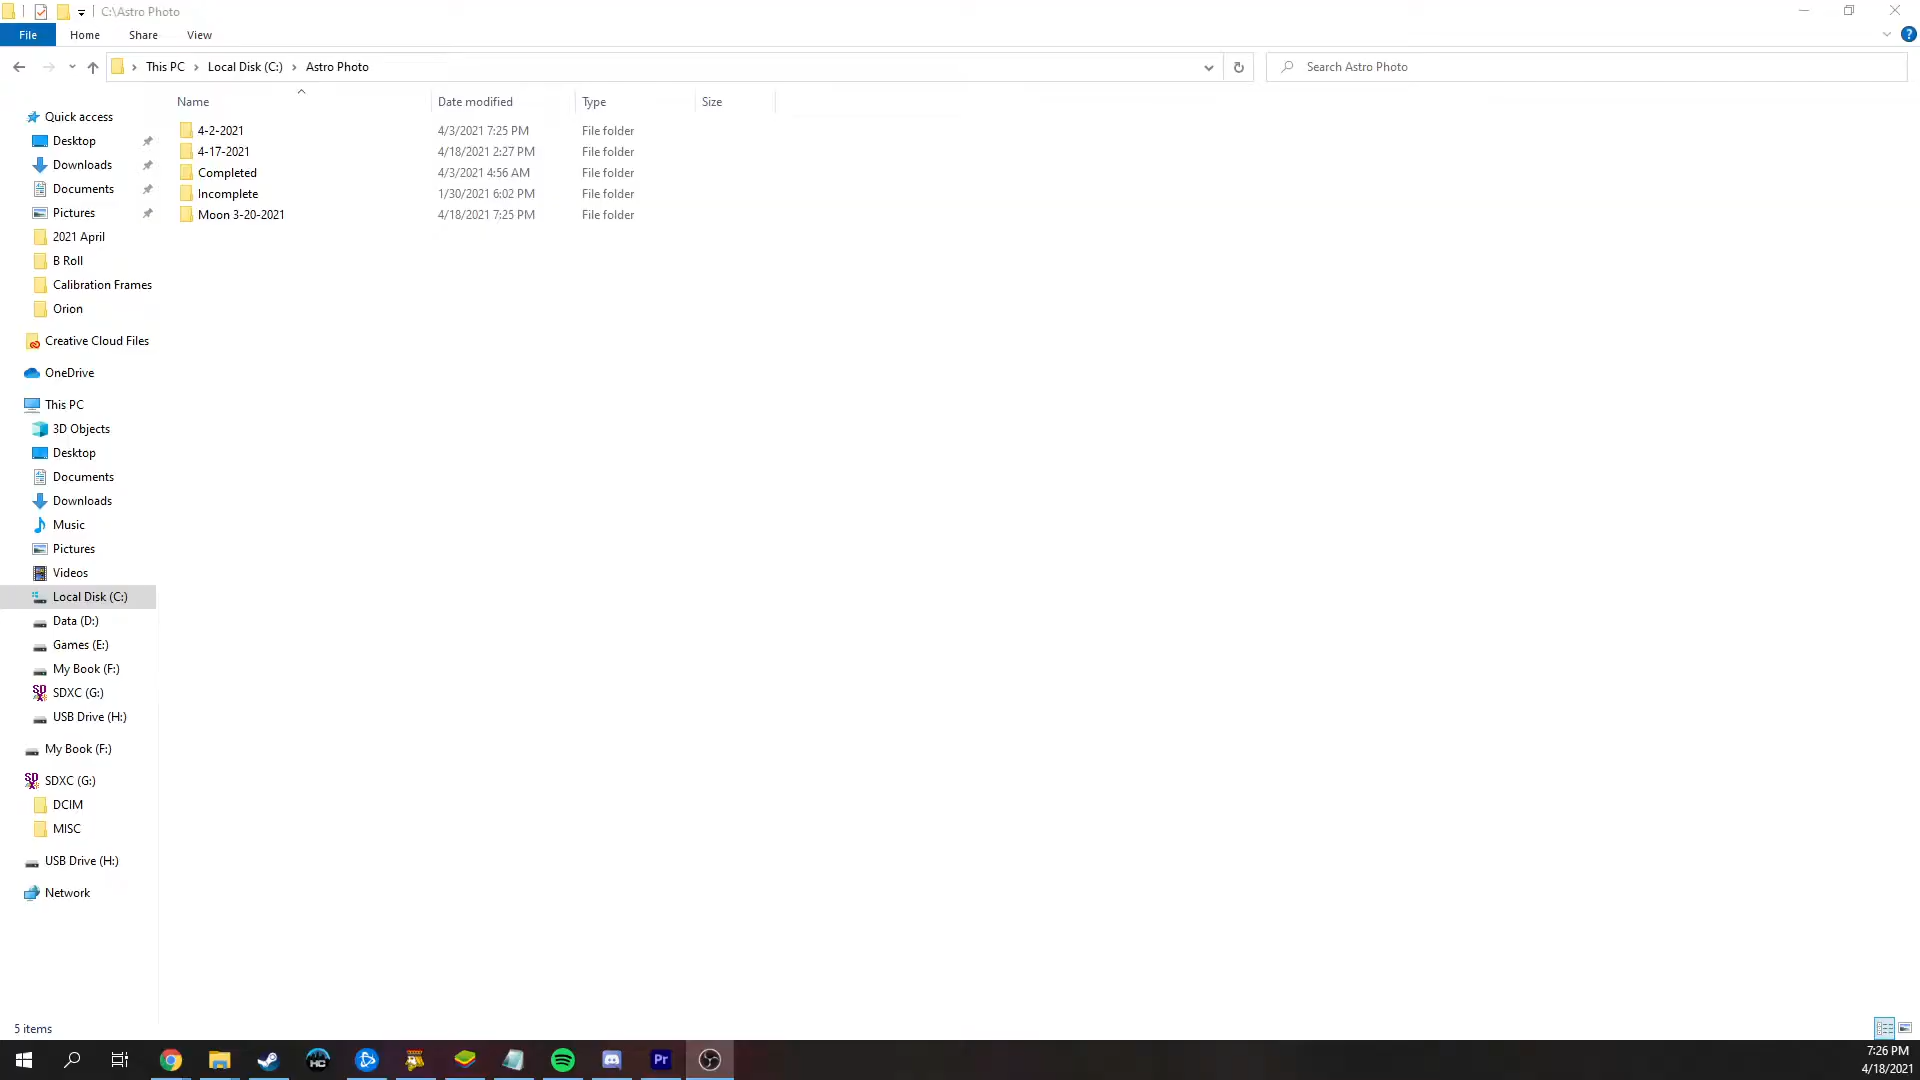 C:\Astro Photo
File Home Share View
This PC Local Disk (C:) Astro Photo
Search Astro Photo
Name Date modified Type Size
4-2-2021 4/3/2021 7:25 PM File folder
4-17-2021 4/18/2021 2:27 PM File folder
Completed 4/3/2021 4:56 AM File folder
Incomplete 1/30/2021 6:02 PM File folder
Moon 3-20-2021 4/18/2021 7:25 PM File folder
Quick access
Desktop
Downloads
Documents
Pictures
2021 April
B Roll
Calibration Frames
Orion
Creative Cloud Files
OneDrive
This PC
3D Objects
Desktop
Documents
Downloads
Music
Pictures
Videos
Local Disk (C:)
Data (D:)
Games (E:)
My Book (F:)
SDXC (G:)
USB Drive (H:)
My Book (F:)
SDXC (G:)
DCIM
MISC
USB Drive (H:)
Network
5 items
HC
Pr
7:26 PM
4/18/2021